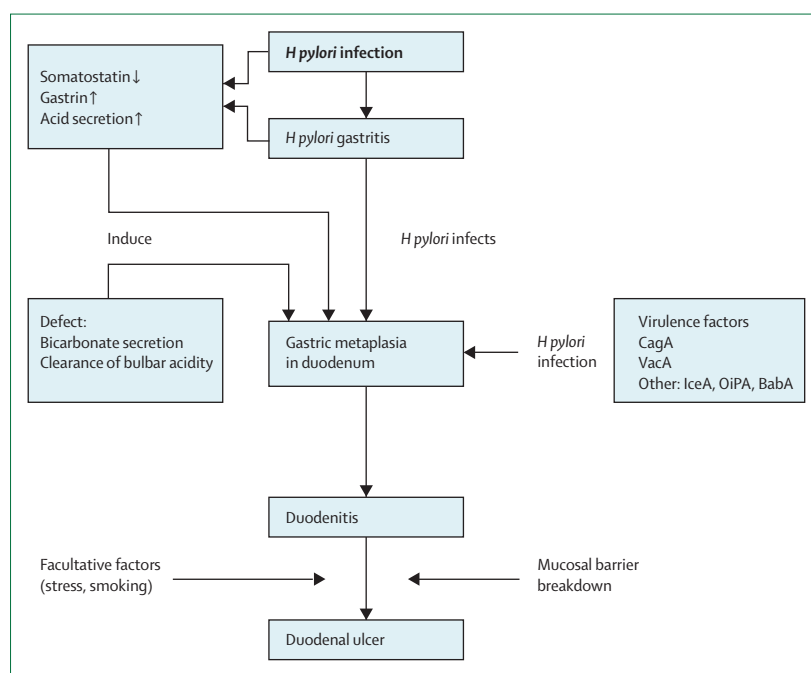 H pylori infection
Somatostatin↓
Gastrin↑
Acid secretion↑
H pylori gastritis
Induce
H pylori infects
Defect:
Bicarbonate secretion
Clearance of bulbar acidity
Gastric metaplasia
in duodenum
H pylori
infection
Virulence factors
CagA
VacA
Other: IceA, OiPA, BabA
Duodenitis
Facultative factors
(stress, smoking)
Mucosal barrier
breakdown
Duodenal ulcer